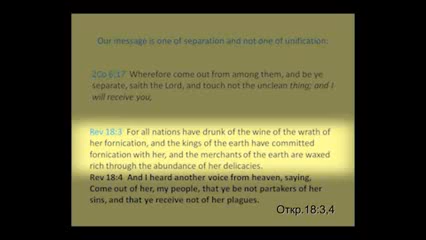 Our message is one of separation and not one of unification.
2Co 6:17 Wherefore come out from among them, and be ye
separate, saith the Lord, and touch not the unclean thing; and I
will receive you,
Rev 18:3 For all nations have drunk of the wine of the wrath of
her fornication, and the kings of the earth have committed
fornication with her, and the merchants of the earth are waxed
rich through the abundance of her delicacies.
Rev 18:4 And I heard another voice from heaven, saying,
Come out of her, my people, that ye be not partakers of her
sins, and that ye receive not of her plagues.
Откр.18:3,4